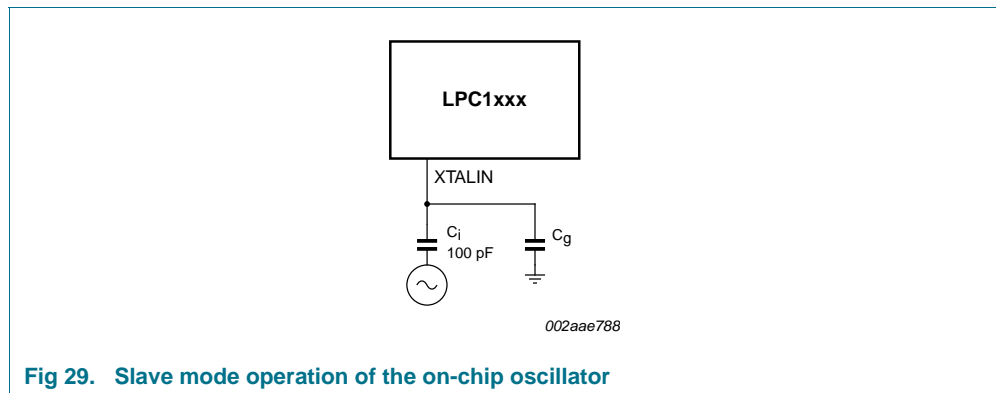 LPC1xxx
XTALIN
Ci
100 pF
Cg
002aae788
Fig 29. Slave mode operation of the on-chip oscillator